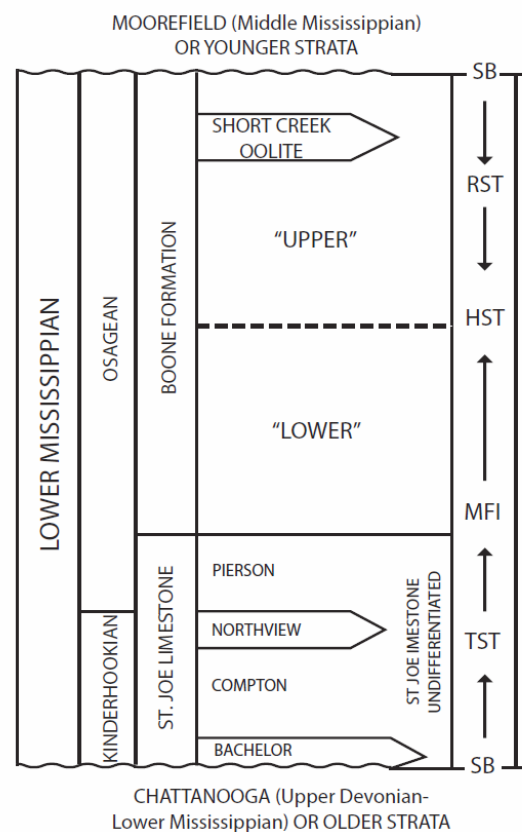 MOOREFIELD (Middle Mississippian)
OR YOUNGER STRATA
LOWER MISSISSIPPIAN
OSAGEAN
KINDERHOOKIAN
BOONE FORMATION
ST. JOE LIMESTONE
SHORT CREEK
OOLITE
“UPPER”
“LOWER”
PIERSON
NORTHVIEW
COMPTON
BACHELOR
ST JOE IMESTONE
UNDIFFERENTIATED
SB
RST
HST
MFI
TST
SB
CHATTANOOGA (Upper Devonian-
Lower Mississippian) OR OLDER STRATA